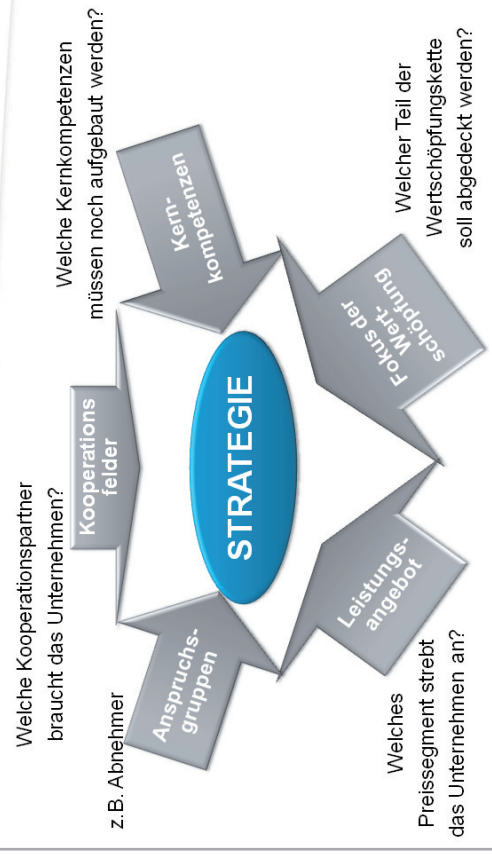 Welche Kooperationspartner
braucht das Unternehmen?
Welche Kernkompetenzen
müssen noch aufgebaut werden?
z.B. Abnehmer
Kooperations
felder
Anspruchs-
gruppen
Kern-
kompetenzen
STRATEGIE
Leistungs-
angebot
Fokus der
Wert-
schöpfung
Welches
Preissegment strebt
das Unternehmen an?
Welcher Teil der
Wertschöpfungskette
soll abgedeckt werden?